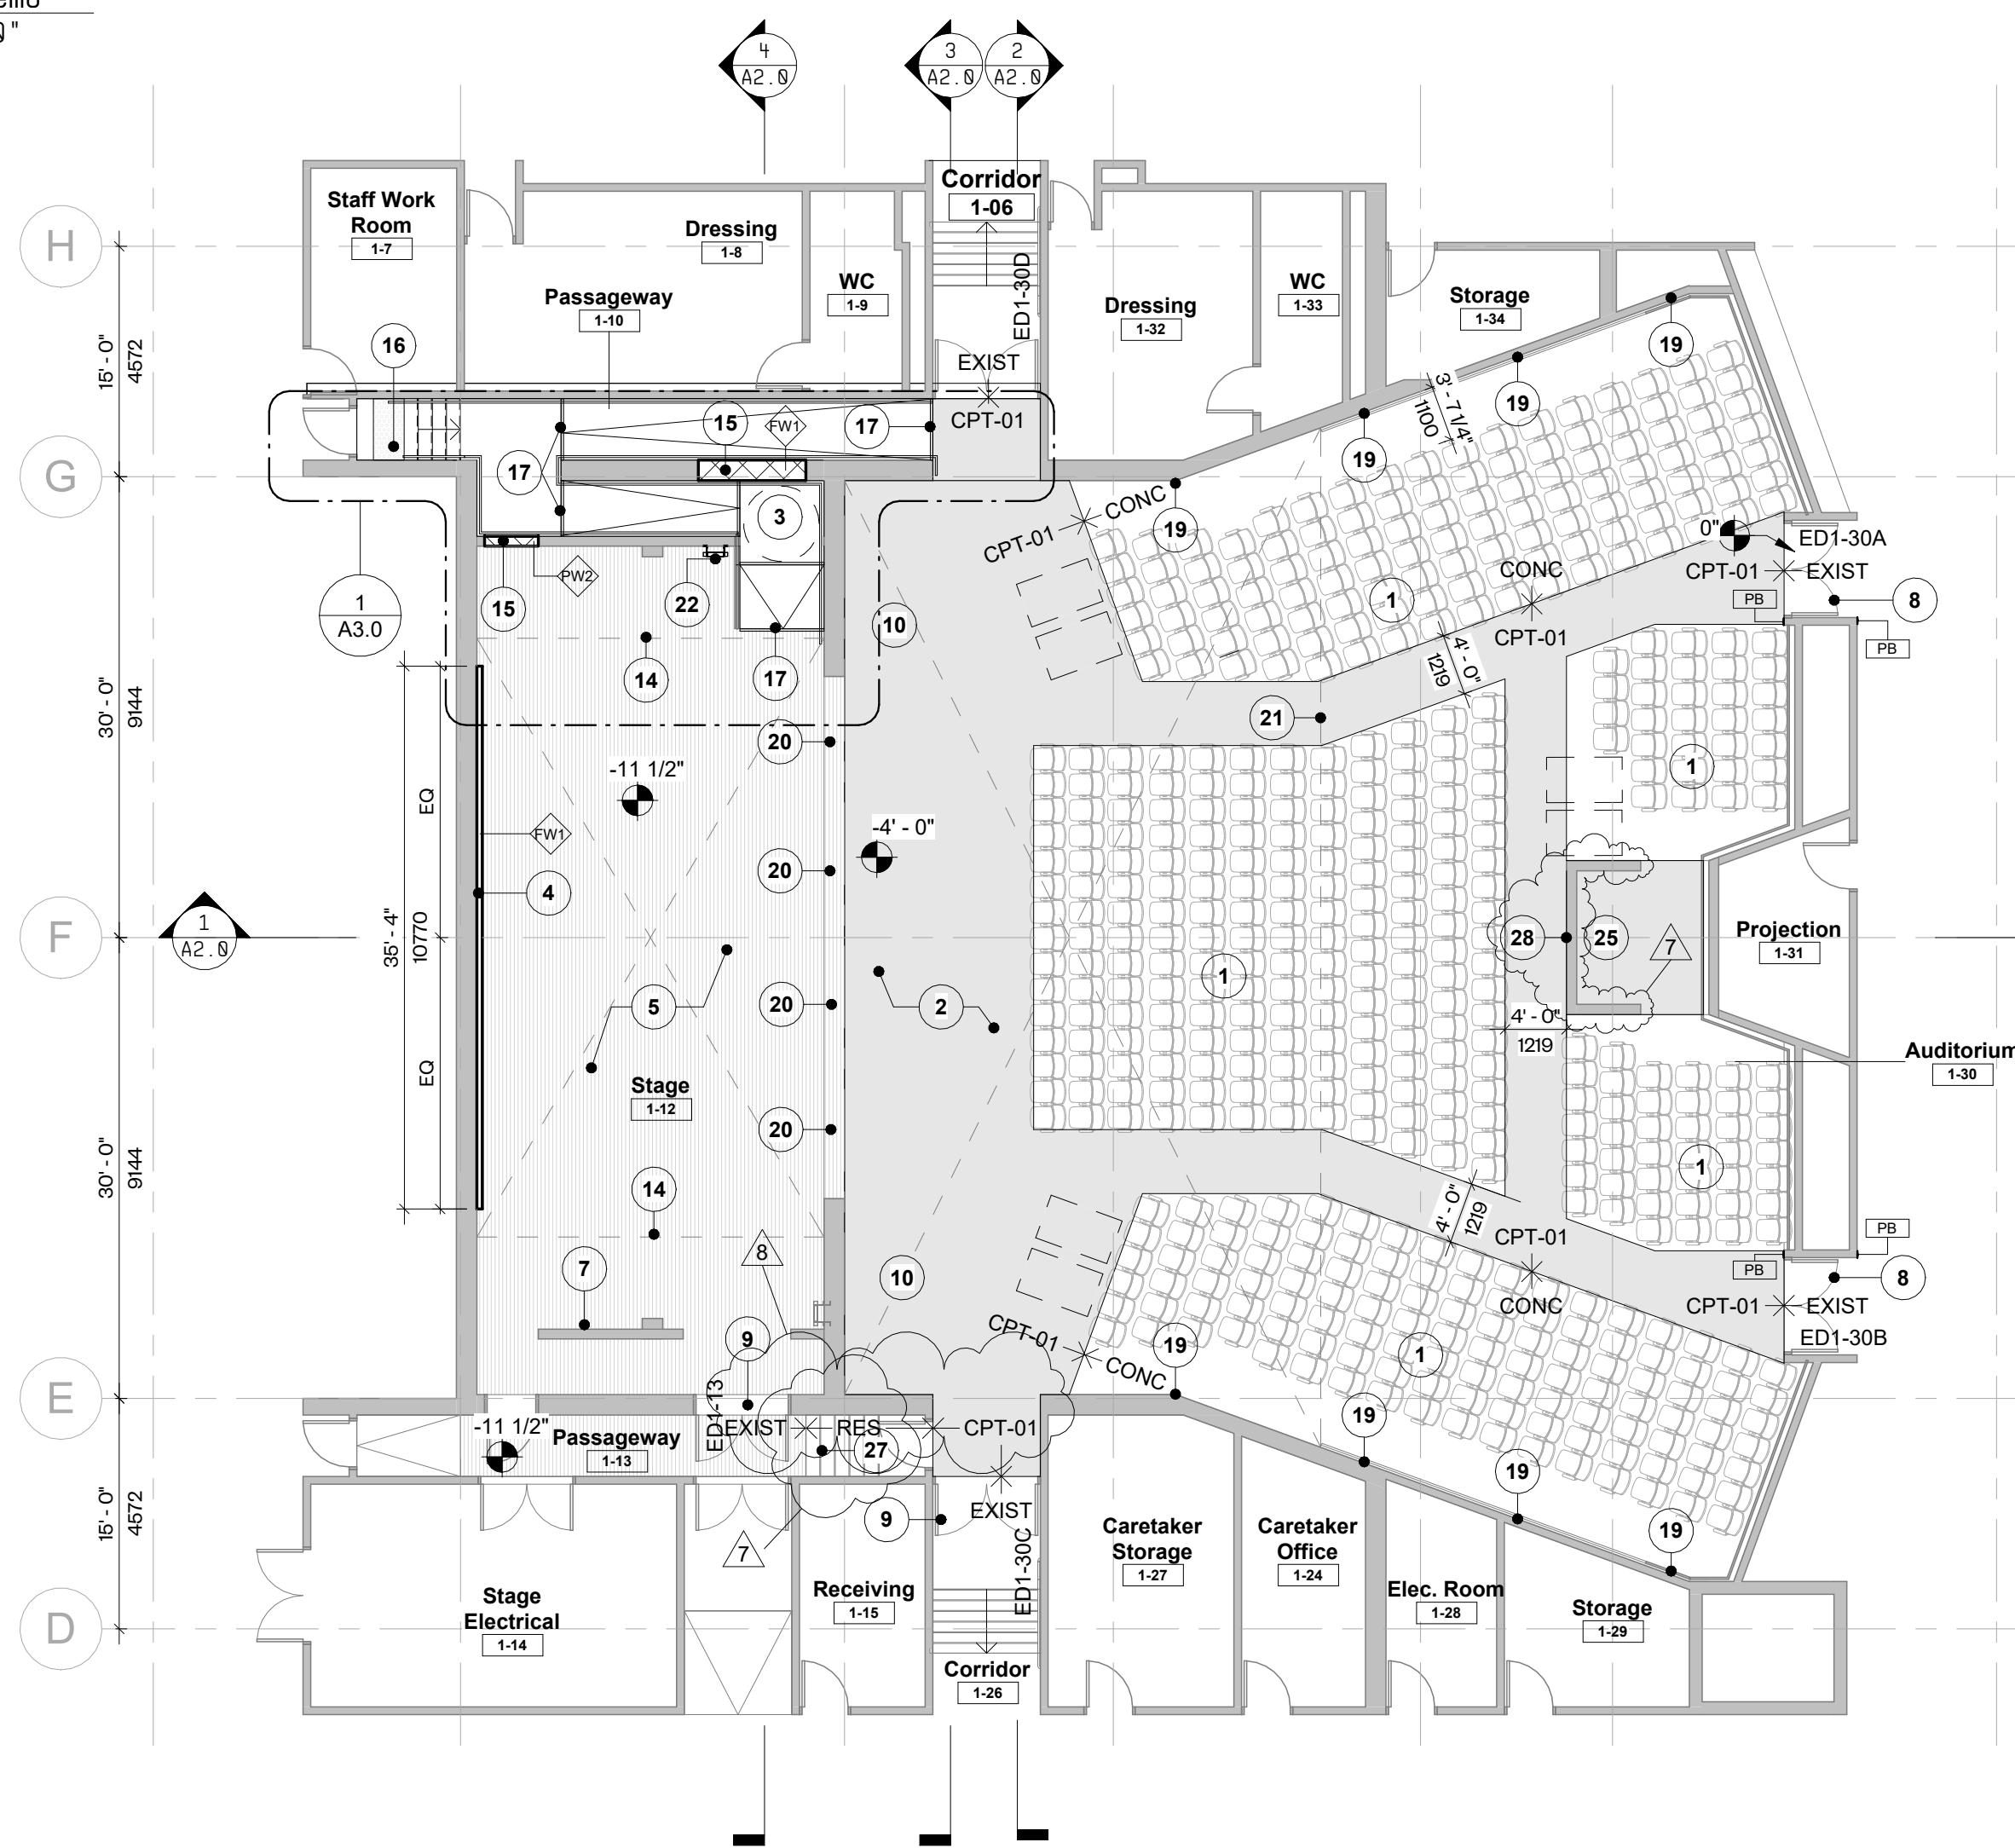 0"
4
A2.0
3
A2.0
2
A2.0
H
Staff Work
Room
1-7
Dressing
1-8
Passageway
1-10
WC
1-9
Corridor
1-06
ED1-30D
EXIST
CPT-01
Dressing
1-32
WC
1-33
Storage
1-34
15' - 0"
4572
16
15
FW1
17
17
3
G
19
19
19
19
3' - 7 1/4"
1100
CPT-01
CONC
0"
ED1-30A
CPT-01
EXIST
PB
PB
8
CONC
CPT-01
1
1
A3.0
15
PW2
22
10
14
17
20
21
4' - 0"
1219
1
30' - 0"
9144
EQ
-11 1/2"
-4' - 0"
FW1
4
20
35' - 4"
10770
1
A2.0
F
28
25
7
Projection
1-31
5
20
2
1
4' - 0"
1219
Auditorium
1-30
EQ
Stage
1-12
20
1
30' - 0"
9144
14
8
7
10
4' - 0"
1219
CPT-01
CONC
PB
PB
8
CPT-01
EXIST
ED1-30B
9
CPT-01
CONC
19
1
E
-11 1/2"
Passageway
1-13
ED1-13
EXIST
RES
27
CPT-01
19
19
19
15' - 0"
4572
7
9
EXIST
ED1-30C
Caretaker
Storage
1-27
Caretaker
Office
1-24
Elec. Room
1-28
Storage
1-29
D
Stage
Electrical
1-14
Receiving
1-15
Corridor
1-26